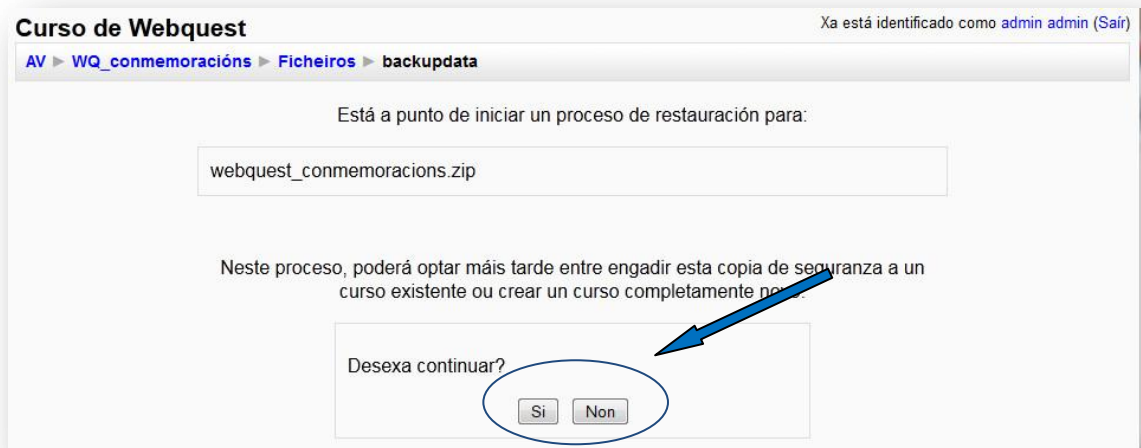 Curso de Webquest
Xa está identificado como admin admin (Saír)
AV ► WQ_conmemoracións ► Ficheiros ► backupdata
Está a punto de iniciar un proceso de restauración para:
webquest_conmemoracions.zip
Neste proceso, poderá optar máis tarde entre engadir esta copia de seguranza a un
curso existente ou crear un curso completamente novo.
Desexa continuar?
Si Non